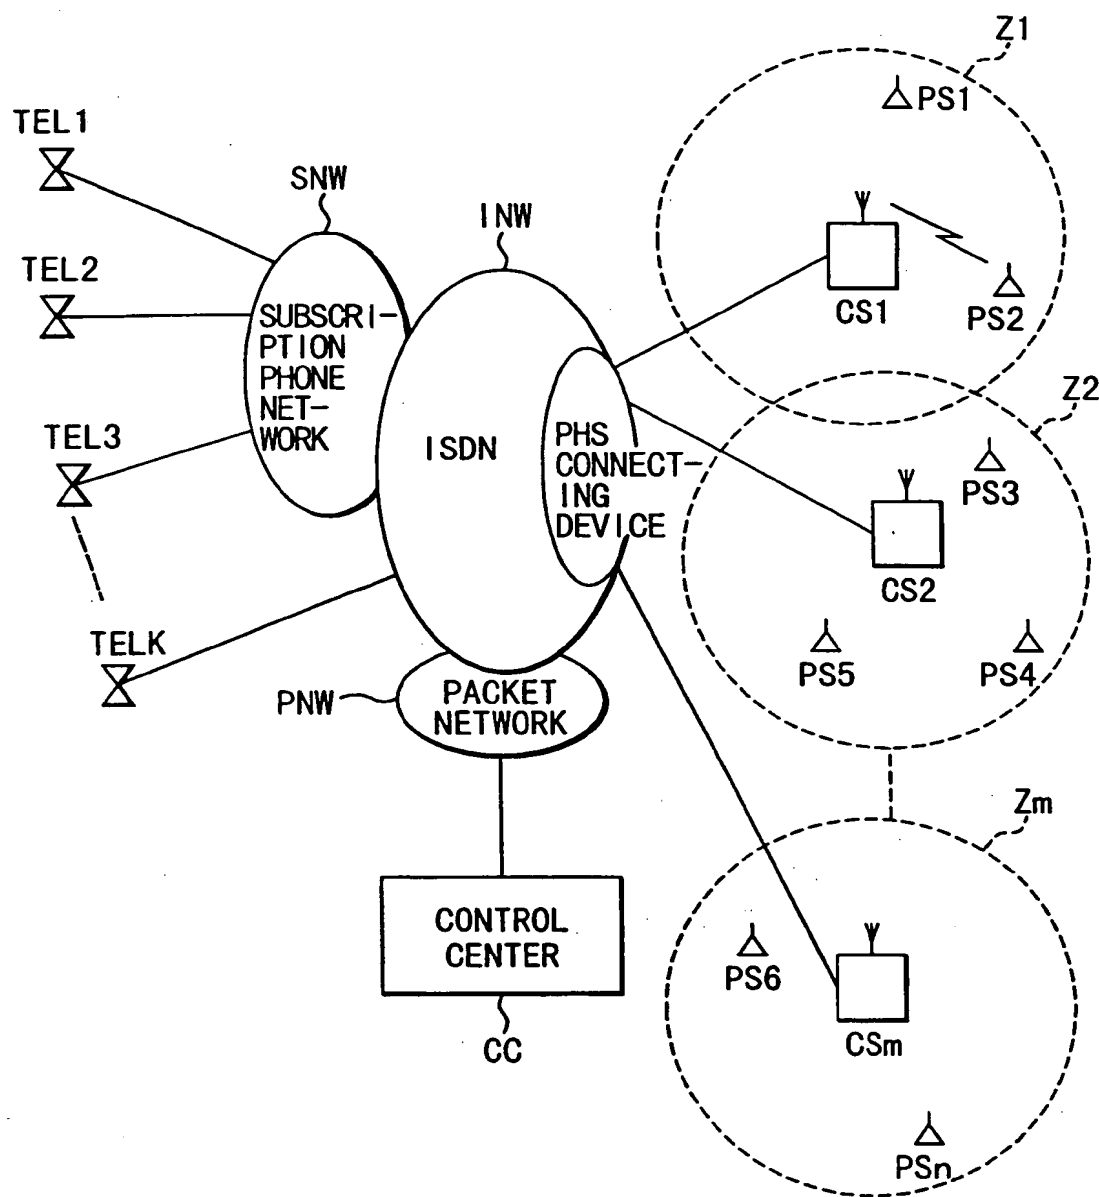 Z1
PS1
TEL1
SNW
INW
TEL2
SUBSCRI-
PTION
PHONE
NET-
WORK
CS1
PS2
Z2
TEL3
ISDN
PHS
CONNECT-
ING
DEVICE
PS3
CS2
TELK
PS5
PS4
PNW
PACKET
NETWORK
Zm
CONTROL
CENTER
PS6
CSm
CC
PSn